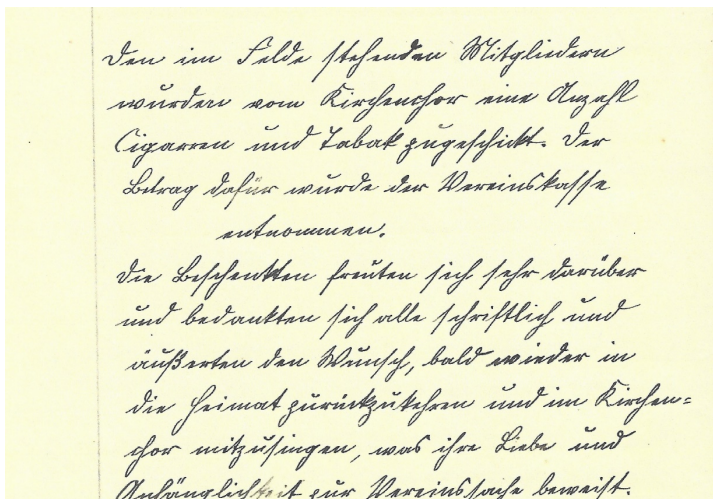 Den im Felde stehenden Mitgliedern
wurden vom Kirchenchor eine Anzahl
Cigarren und Tabak zugeschickt. Der
Betrag dafür wurde der Vereinskasse
entnommen.
Die Beschenkten freuten sich sehr darüber
und bedankten sich alle schriftlich und
äußerten den Wunsch, bald wieder in
die Heimat zurückzukehren und im Kirchen=
chor mitzusingen, was ihre Liebe und
Anhänglichkeit zur Vereinssache beweist.